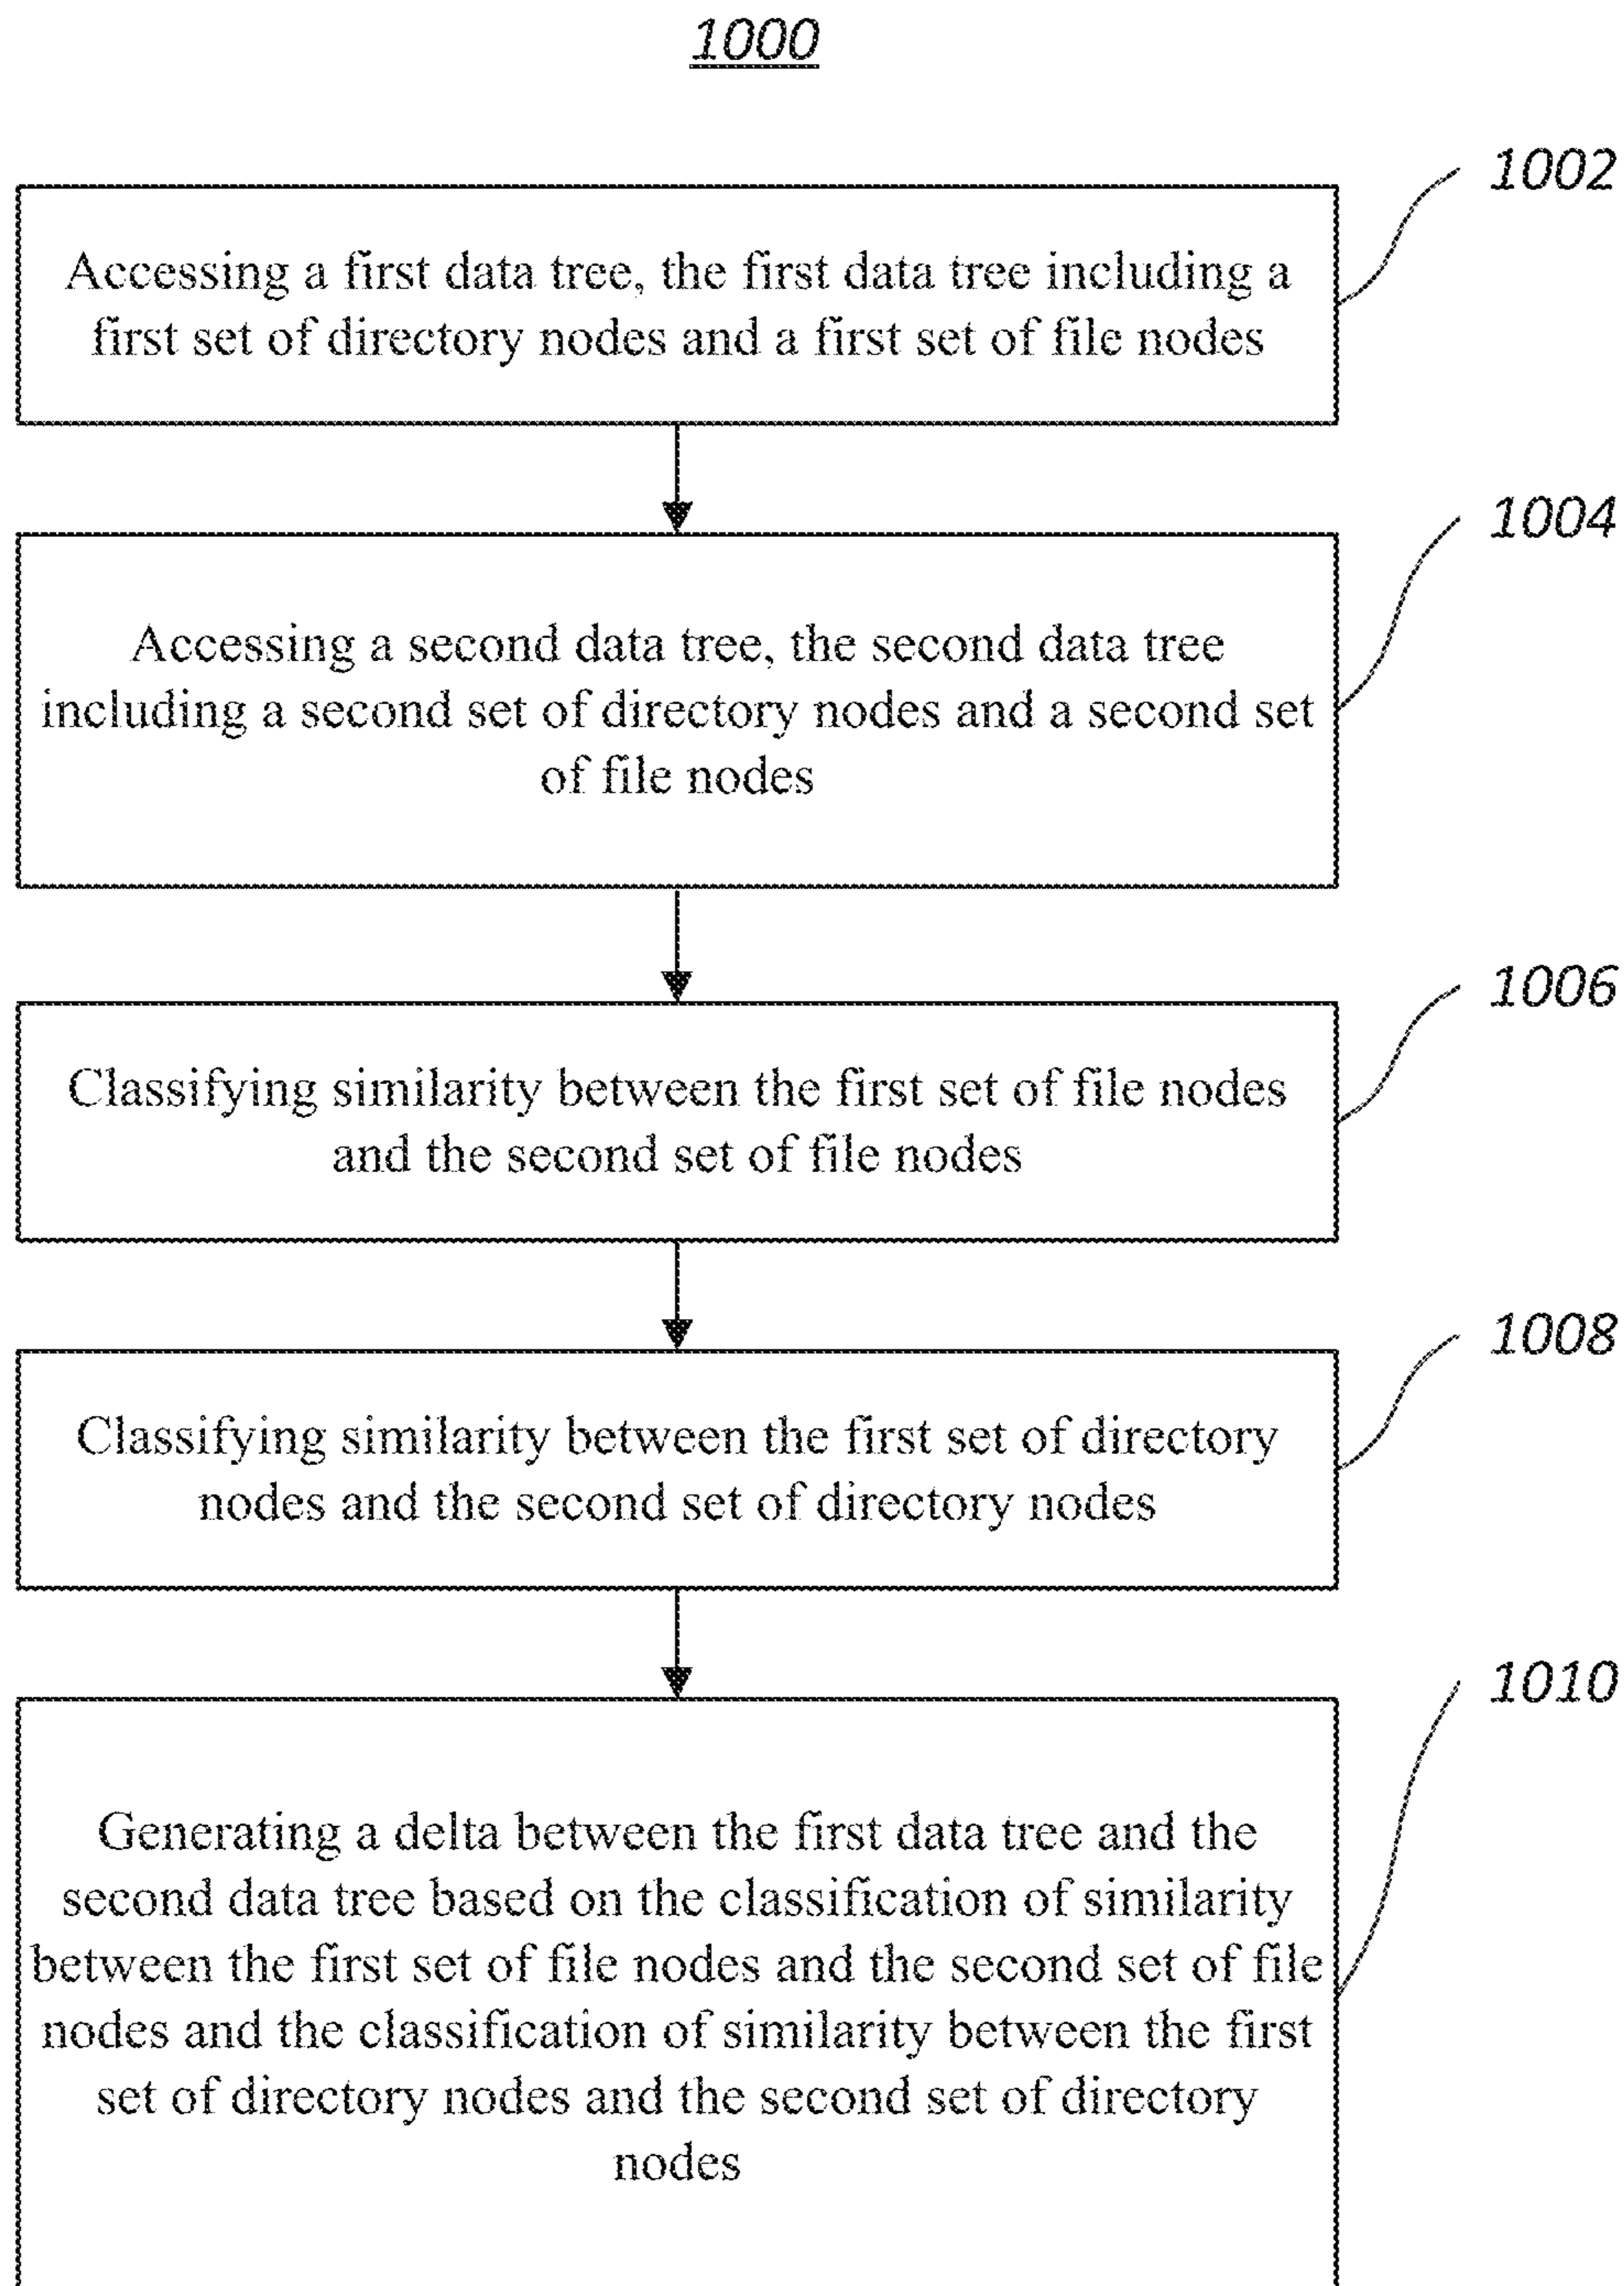 1000
1002
Accessing a first data tree, the first data tree including a
first set of directory nodes and a first set of file nodes
1004
Accessing a second data tree, the second data tree
including a second set of directory nodes and a second set
of file nodes
1006
Classifying similarity between the first set of file nodes
and the second set of file nodes
1008
Classifying similarity between the first set of directory
nodes and the second set of directory nodes
1010
Generating a delta between the first data tree and the
second data tree based on the classification of similarity
between the first set of file nodes and the second set of file
nodes and the classification of similarity between the first
set of directory nodes and the second set of directory
nodes